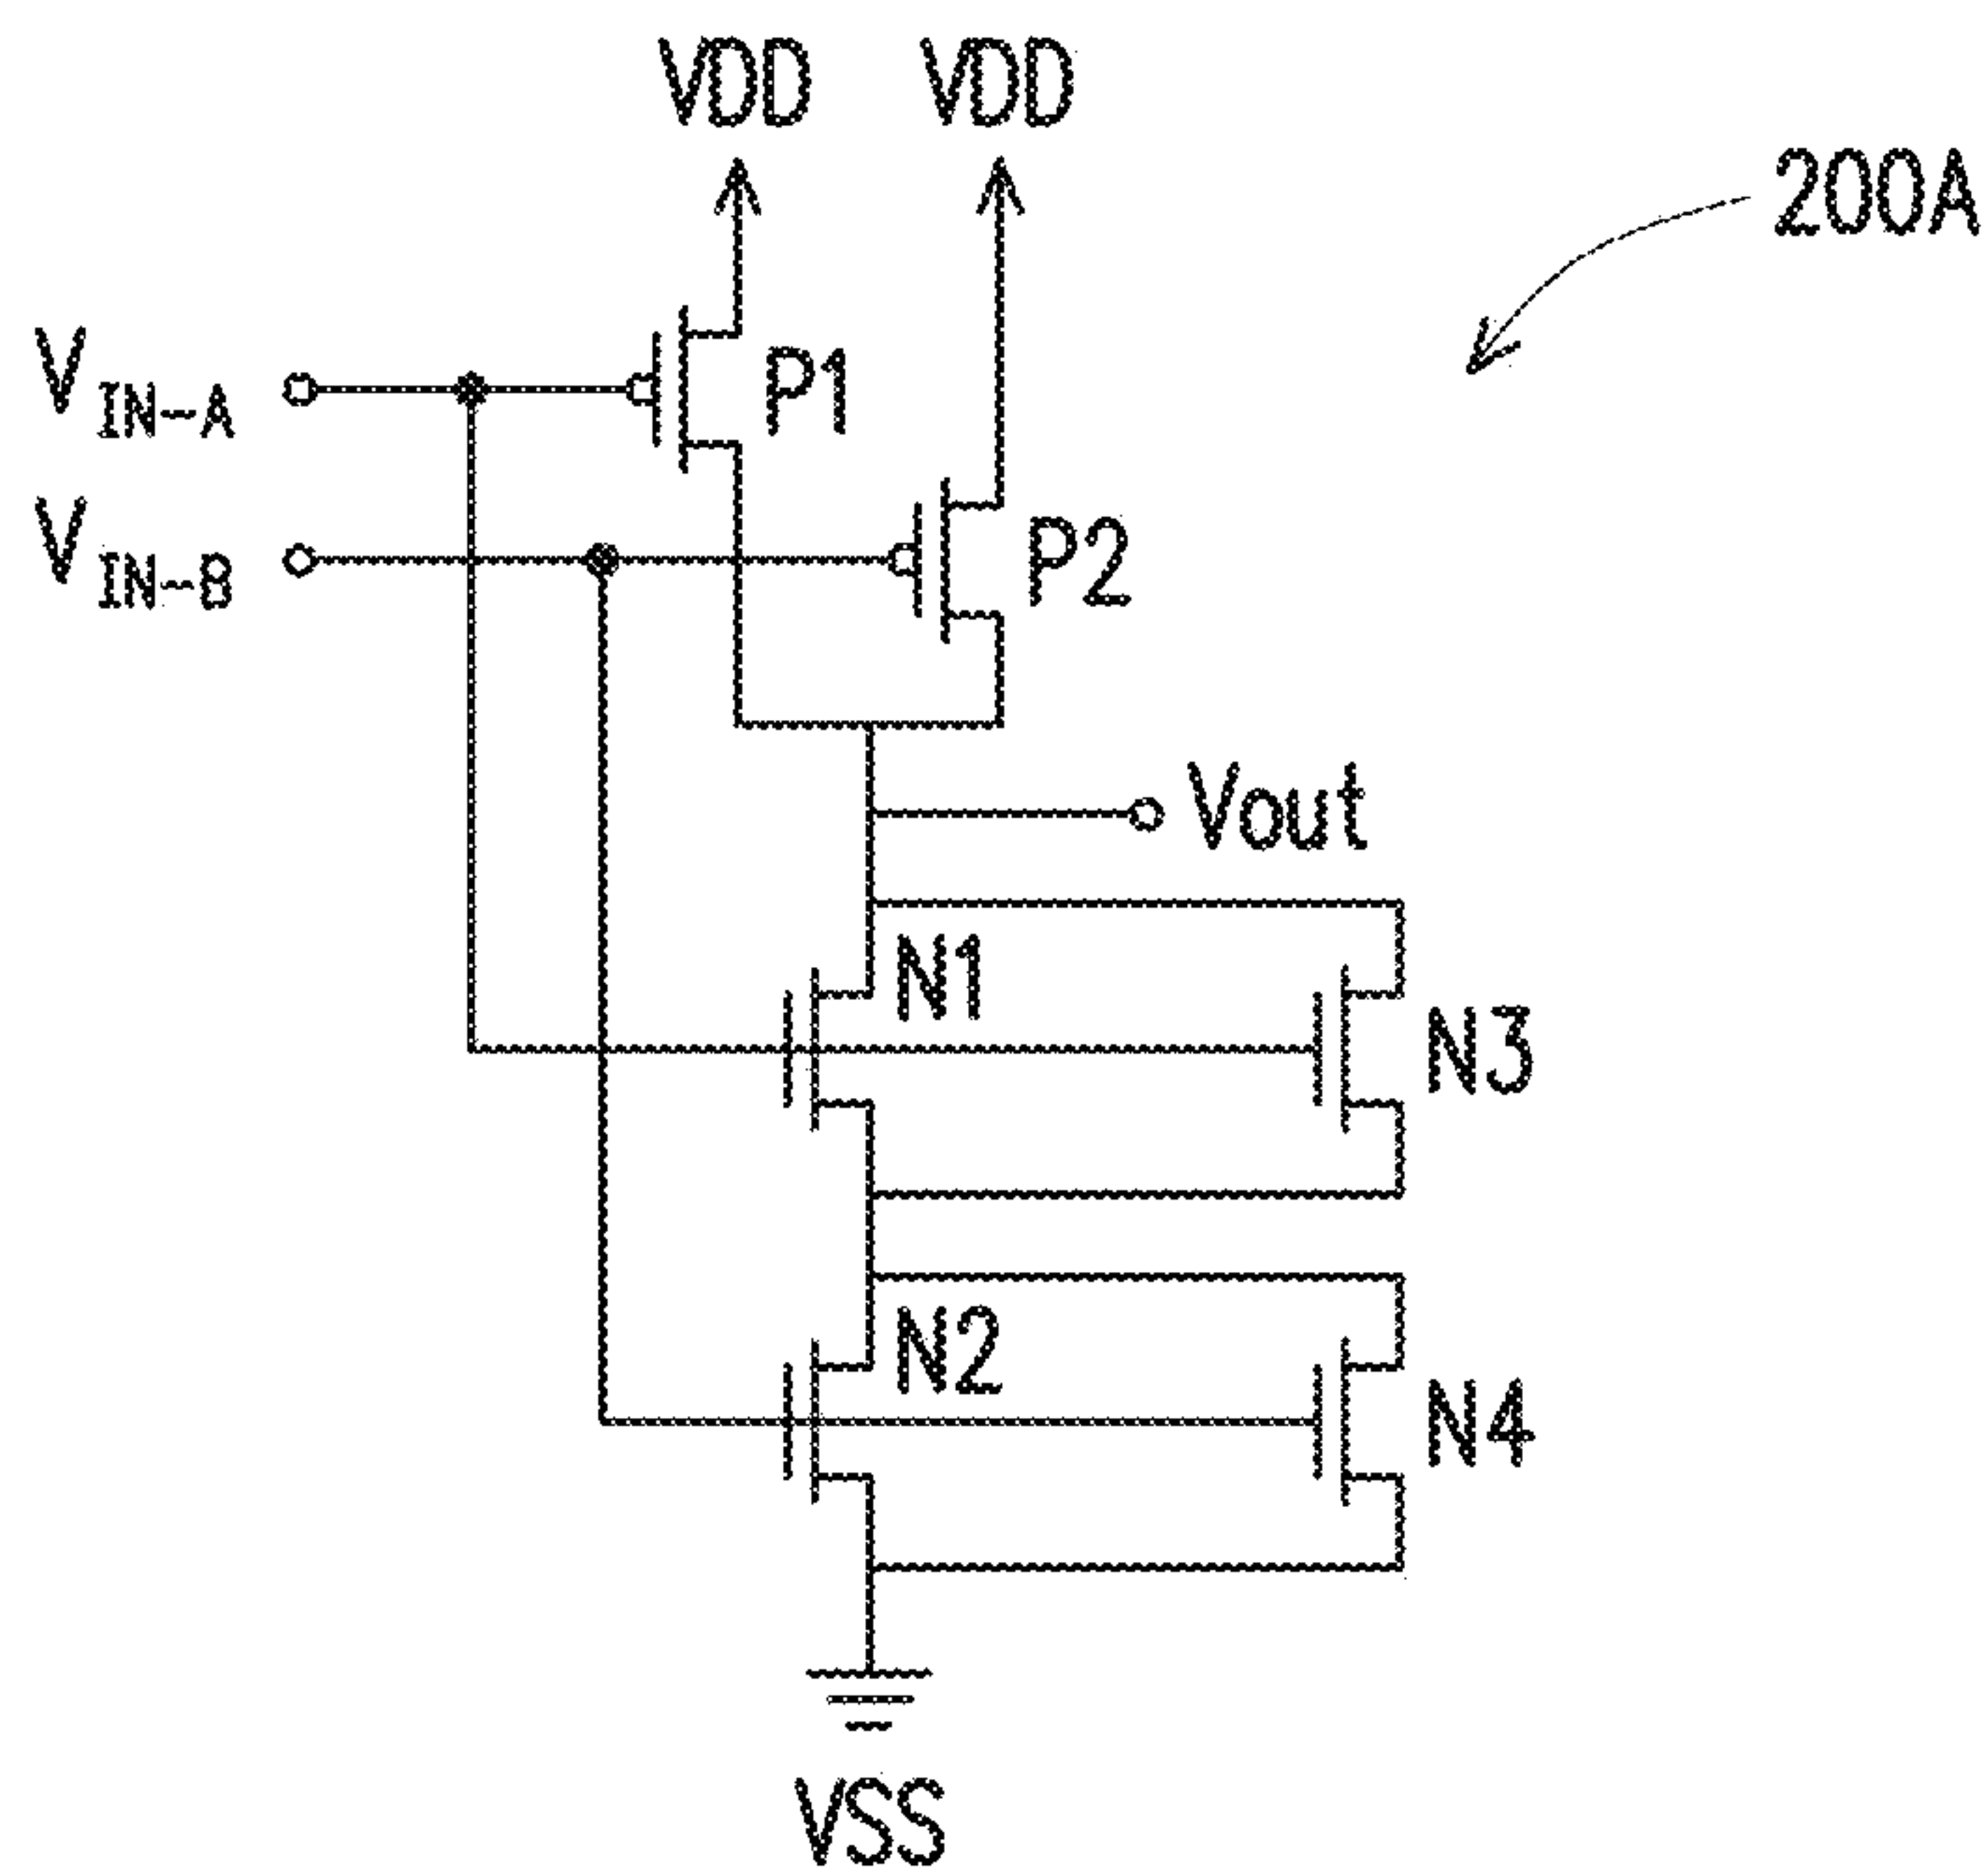 VDD VDD
200A
VIN-A
P1
VIN-B
P2
Vout
N1
N3
N2
N4
VSS